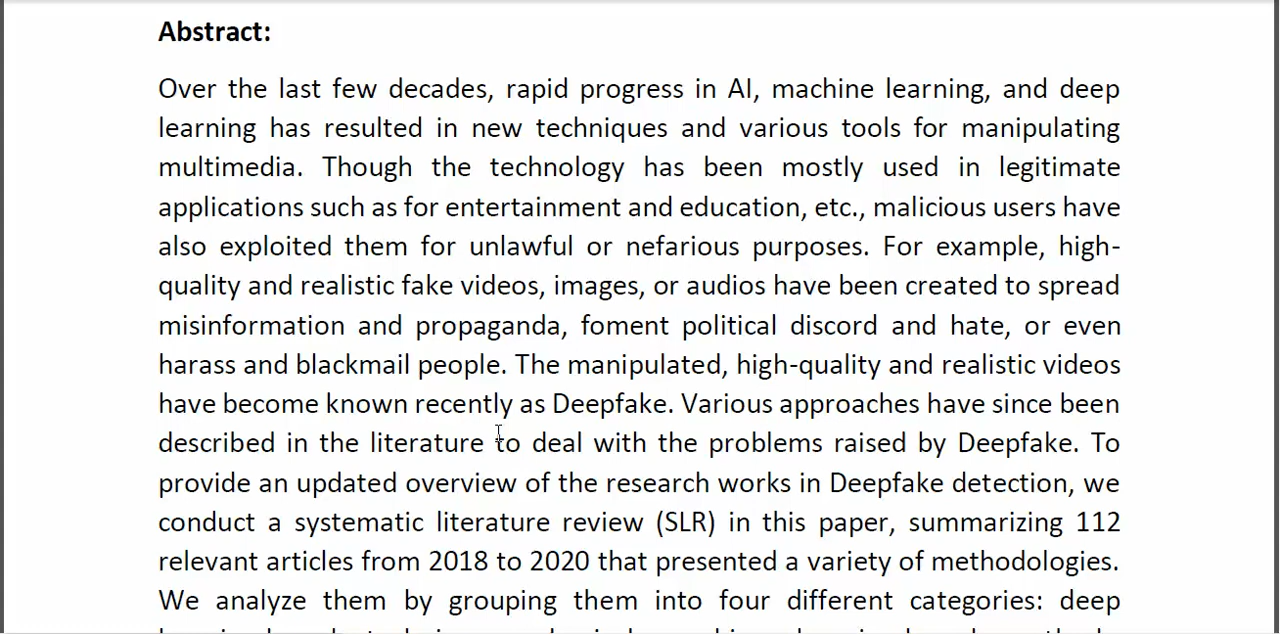 Abstract:
Over the last few decades, rapid progress in AI, machine learning, and deep
learning has resulted in new techniques and various tools for manipulating
multimedia. Though the technology has been mostly used in legitimate
applications such as for entertainment and education, etc., malicious users have
also exploited them for unlawful or nefarious purposes. For example, high-
quality and realistic fake videos, images, or audios have been created to spread
misinformation and propaganda, foment political discord and hate, or even
harass and blackmail people. The manipulated, high-quality and realistic videos
have become known recently as Deepfake. Various approaches have since been
described in the literature to deal with the problems raised by Deepfake. To
provide an updated overview of the research works in Deepfake detection, we
conduct a systematic literature review (SLR) in this paper, summarizing 112
relevant articles from 2018 to 2020 that presented a variety of methodologies.
We analyze them by grouping them into four different categories: deep